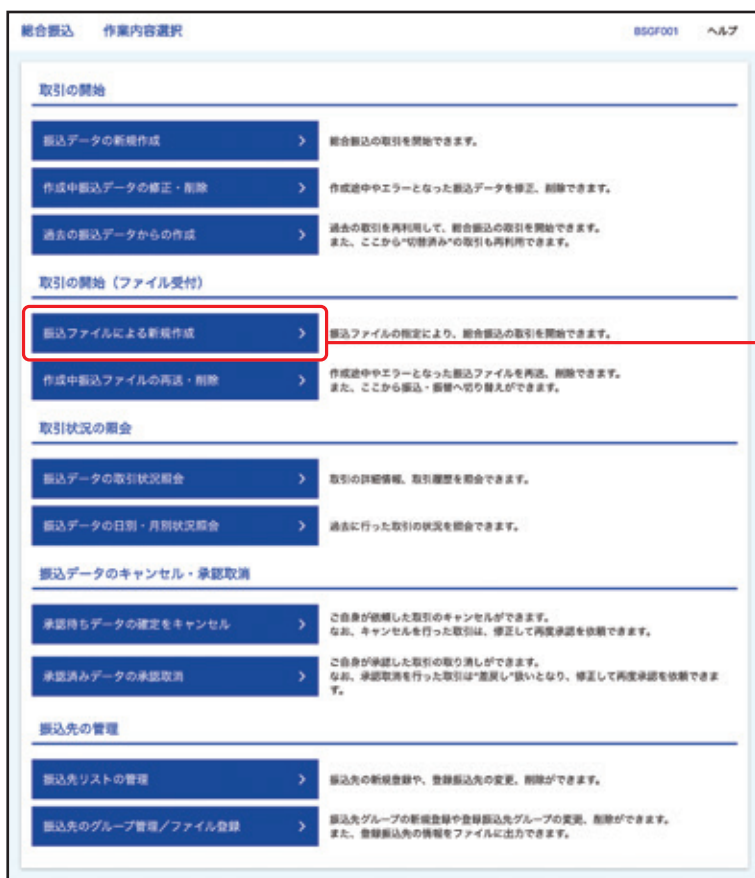 総合振込 作業内容選択 BSGF001 ヘルプ
取引の開始
振込データの新規作成 総合振込の取引を開始できます。
作成中振込データの修正・削除 作成途中やエラーとなった振込データを修正、削除できます。
過去の振込データからの作成 過去の取引を再利用して、総合振込の取引を開始できます。
また、ここから“切替済み”の取引も再利用できます。
取引の開始（ファイル受付）
振込ファイルによる新規作成 振込ファイルの指定により、総合振込の取引を開始できます。
作成中振込ファイルの再送・削除 作成途中やエラーとなった振込ファイルを再送、削除できます。
また、ここから振込・振替へ切り替えができます。
取引状況の照会
振込データの取引状況照会 取引の詳細情報、取引履歴を照会できます。
振込データの日別・月別状況照会 過去に行った取引の状況を照会できます。
振込データのキャンセル・承認取消
承認待ちデータの確定をキャンセル ご自身が依頼した取引のキャンセルができます。
なお、キャンセルを行った取引は、修正して再度承認を依頼できます。
承認済みデータの承認取消 ご自身が承認した取引の取り消しができます。
なお、承認取消を行った取引は“差戻し”扱いとなり、修正して再度承認を依頼できま
す。
振込先の管理
振込先リストの管理 振込先の新規登録や、登録振込先の変更、削除ができます。
振込先のグループ管理／ファイル登録 振込先グループの新規登録や登録振込先グループの変更、削除ができます。
また、登録振込先の情報をファイルに出力できます。